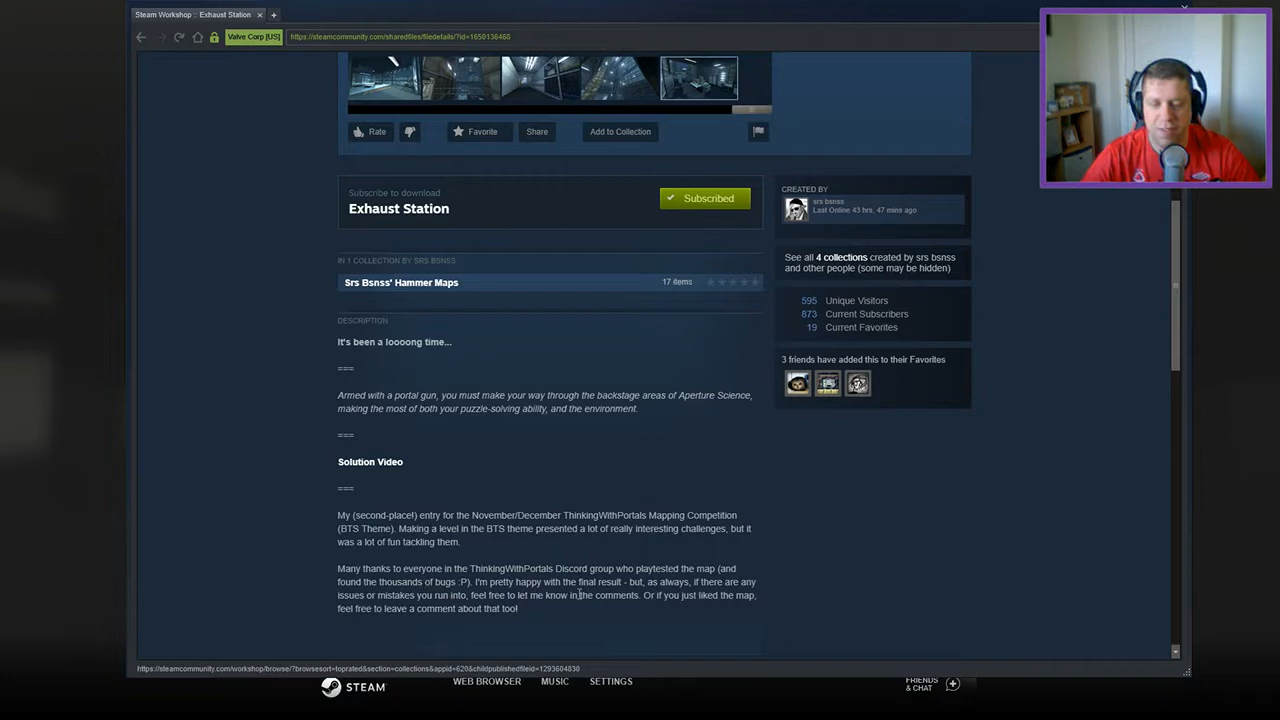 Steam Workshop :: Exhaust Station
Valve Corp [US]
https://steamcommunity.com/sharedfiles/filedetails/?id=1650136468
Rate
Favorite
Share
Add to Collection
Subscribe to download
Exhaust Station
Subscribed
CREATED BY
srs bsnss
Last Online 43 hrs, 47 mins ago
IN 1 COLLECTION BY SRS BSNSS
Srs Bsnss' Hammer Maps
17 items
See all 4 collections created by srs bsnss
and other people (some may be hidden)
595 Unique Visitors
873 Current Subscribers
19 Current Favorites
3 friends have added this to their Favorites
DESCRIPTION
It's been a loooong time...
===
Armed with a portal gun, you must make your way through the backstage areas of Aperture Science,
making the most of both your puzzle-solving ability, and the environment.
===
Solution Video
===
My (second-place!) entry for the November/December ThinkingWithPortals Mapping Competition
(BTS Theme). Making a level in the BTS theme presented a lot of really interesting challenges, but it
was a lot of fun tackling them.
Many thanks to everyone in the ThinkingWithPortals Discord group who playtested the map (and
found the thousands of bugs :P). I'm pretty happy with the final result - but, as always, if there are any
issues or mistakes you run into, feel free to let me know in the comments. Or if you just liked the map,
feel free to leave a comment about that too!
https://steamcommunity.com/workshop/browse/?browsesort=toprated&section=collections&appid=620&childpublishedfileid=1293604830
STEAM
WEB BROWSER
MUSIC
SETTINGS
FRIENDS
& CHAT